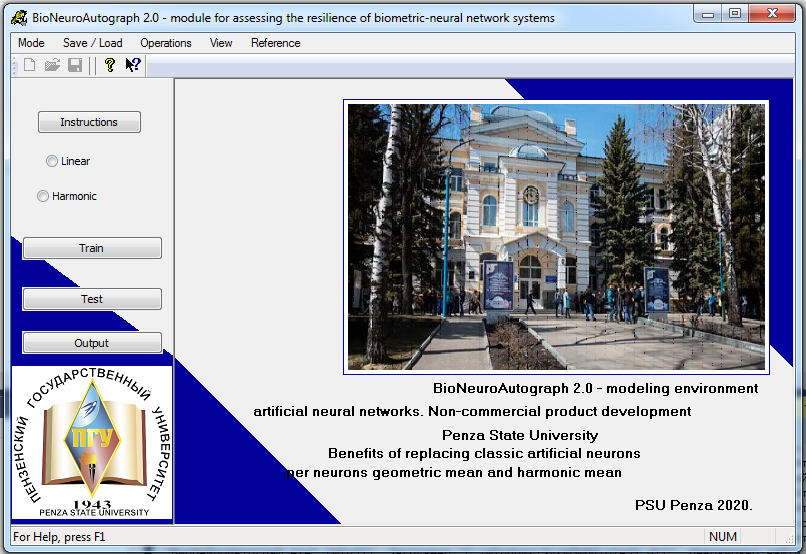 BioNeuroAutograph 2.0 - module for assessing the resilience of biometric-neural network systems
Mode Save / Load Operations View Reference
Instructions
Linear
Harmonic
Train
Test
Output
ПЕНЗЕНСКИЙ ГОСУДАРСТВЕННЫЙ УНИВЕРСИТЕТ
ПГУ
1943
PENZA STATE UNIVERSITY
BioNeuroAutograph 2.0 - modeling environment
artificial neural networks. Non-commercial product development
Penza State University
Benefits of replacing classic artificial neurons
per neurons geometric mean and harmonic mean
PSU Penza 2020.
For Help, press F1
NUM